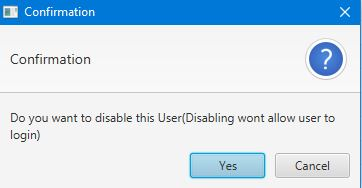 Confirmation
Confirmation
?
Do you want to disable this User(Disabling wont allow user to
login)
Yes
Cancel